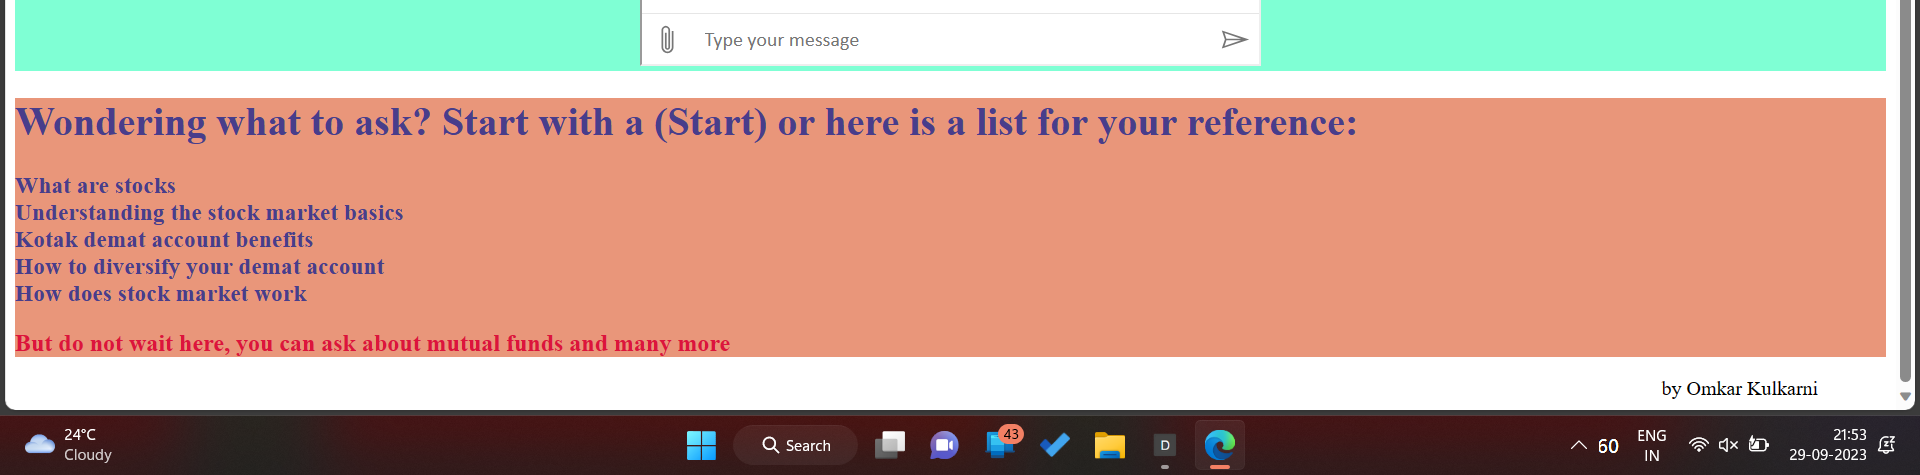 Type your message
Wondering what to ask? Start with a (Start) or here is a list for your reference:
What are stocks
Understanding the stock market basics
Kotak demat account benefits
How to diversify your demat account
How does stock market work
But do not wait here, you can ask about mutual funds and many more
by Omkar Kulkarni
24°C
Cloudy
Search
43
D
60
ENG
IN
21:53
29-09-2023